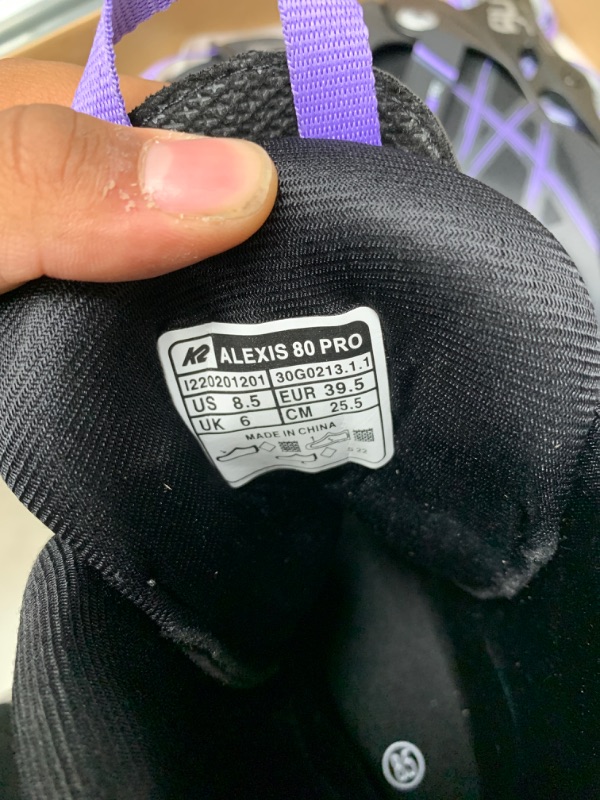 K2 ALEXIS 80 PRO
I220201201 30G0213.1.1
US 8.5 EUR 39.5
UK 6 CM 25.5
MADE IN CHINA
8.5